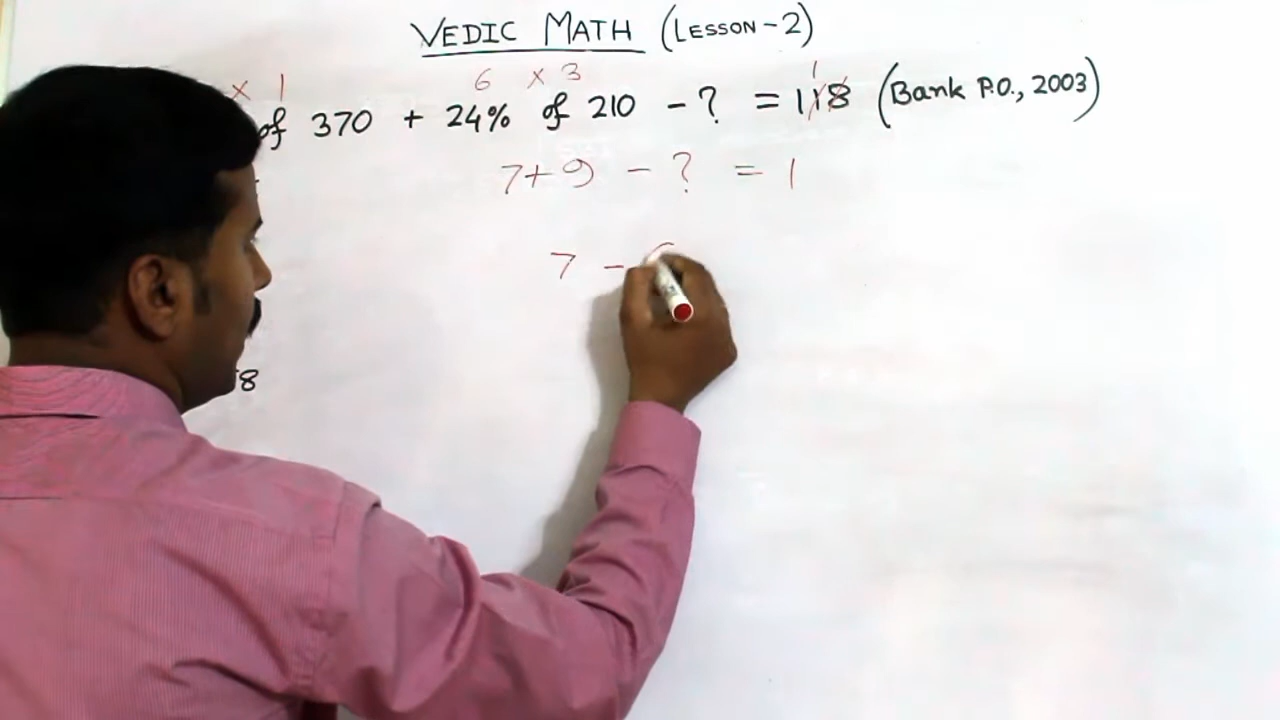 VEDIC MATH (LESSON-2)
x 1 6 x 3 1
of 370 + 24% of 210 - ? = 118 (Bank P.O., 2003)
7+9 - ? = 1
7 -
8